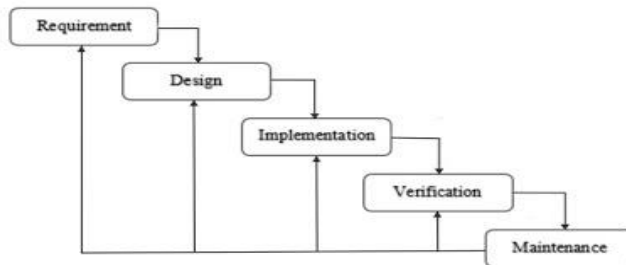 Requirement
Design
Implementation
Verification
Maintenance